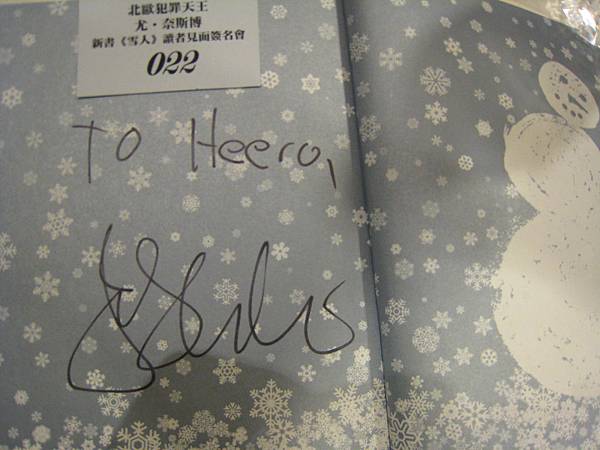 北歐犯罪天王
尤・奈斯博
新書《雪人》讀者見面簽名會
022
TO Heero,